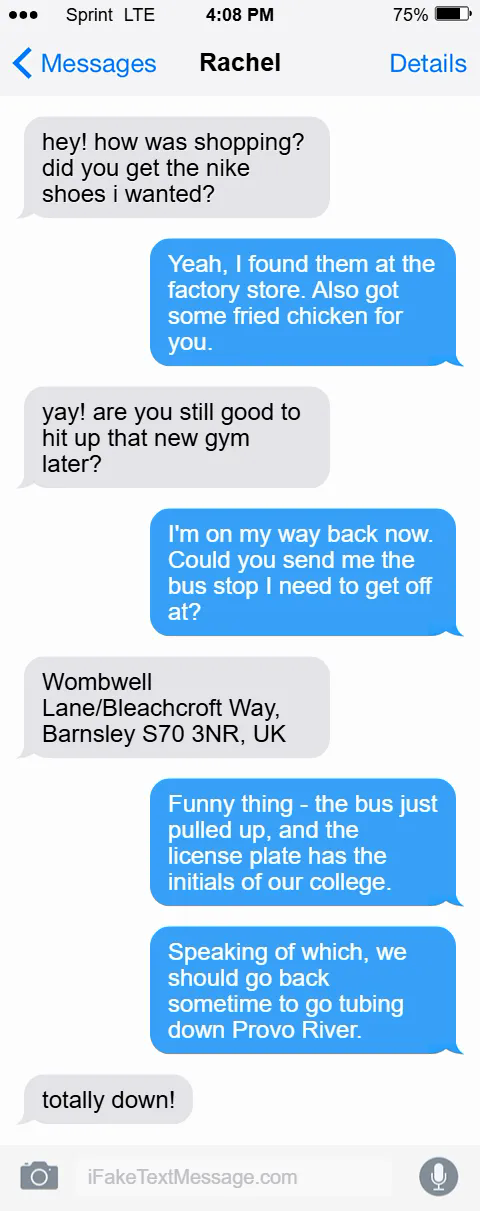 Sprint LTE 4:08 PM 75%
Messages Rachel Details
hey! how was shopping?
did you get the nike
shoes i wanted?
Yeah, I found them at the
factory store. Also got
some fried chicken for
you.
yay! are you still good to
hit up that new gym
later?
I'm on my way back now.
Could you send me the
bus stop I need to get off
at?
Wombwell
Lane/Bleachcroft Way,
Barnsley S70 3NR, UK
Funny thing - the bus just
pulled up, and the
license plate has the
initials of our college.
Speaking of which, we
should go back
sometime to go tubing
down Provo River.
totally down!
iFakeTextMessage.com